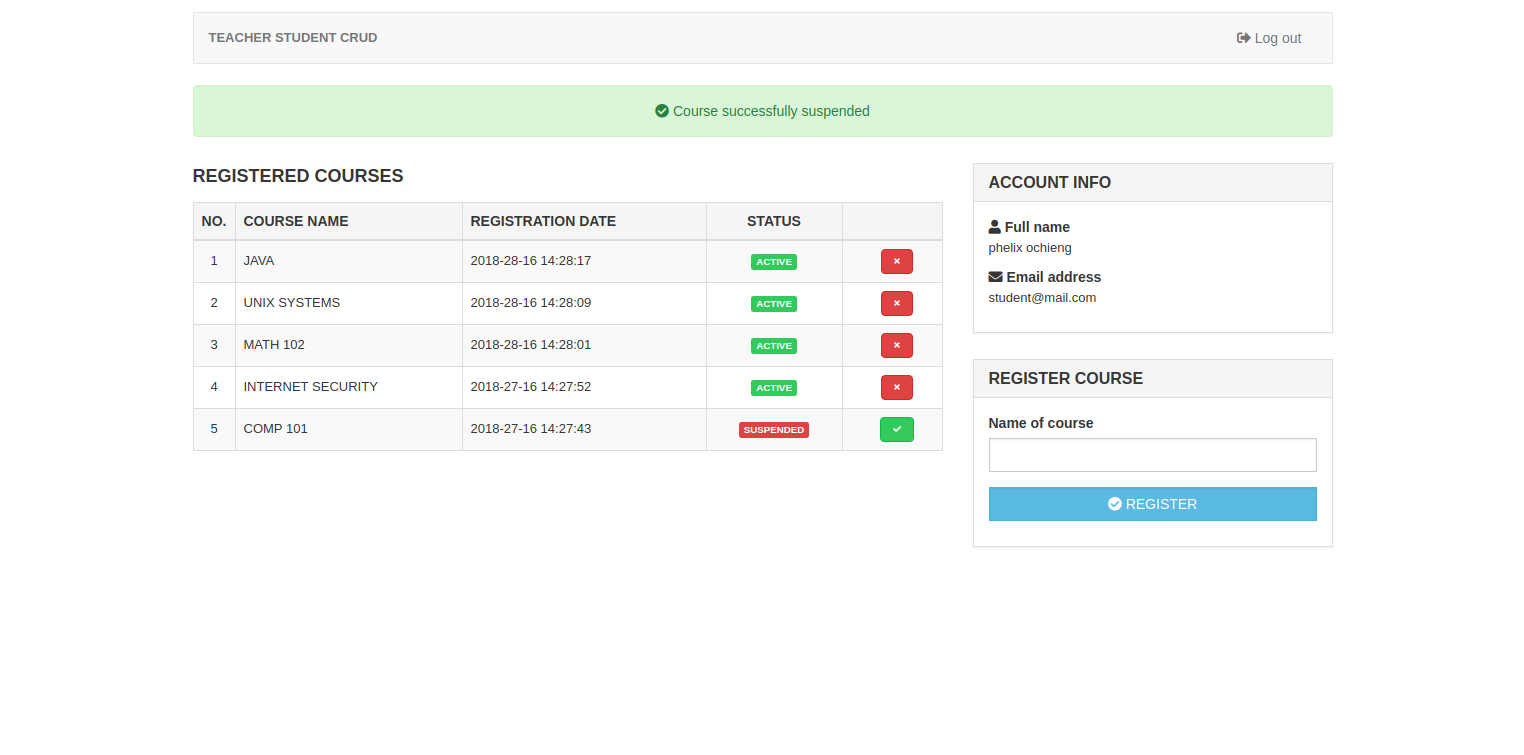 TEACHER STUDENT CRUD
Log out
Course successfully suspended
REGISTERED COURSES
NO. COURSE NAME REGISTRATION DATE STATUS
1 JAVA 2018-28-16 14:28:17 ACTIVE
2 UNIX SYSTEMS 2018-28-16 14:28:09 ACTIVE
3 MATH 102 2018-28-16 14:28:01 ACTIVE
4 INTERNET SECURITY 2018-27-16 14:27:52 ACTIVE
5 COMP 101 2018-27-16 14:27:43 SUSPENDED
ACCOUNT INFO
Full name
phelix ochieng
Email address
student@mail.com
REGISTER COURSE
Name of course
REGISTER